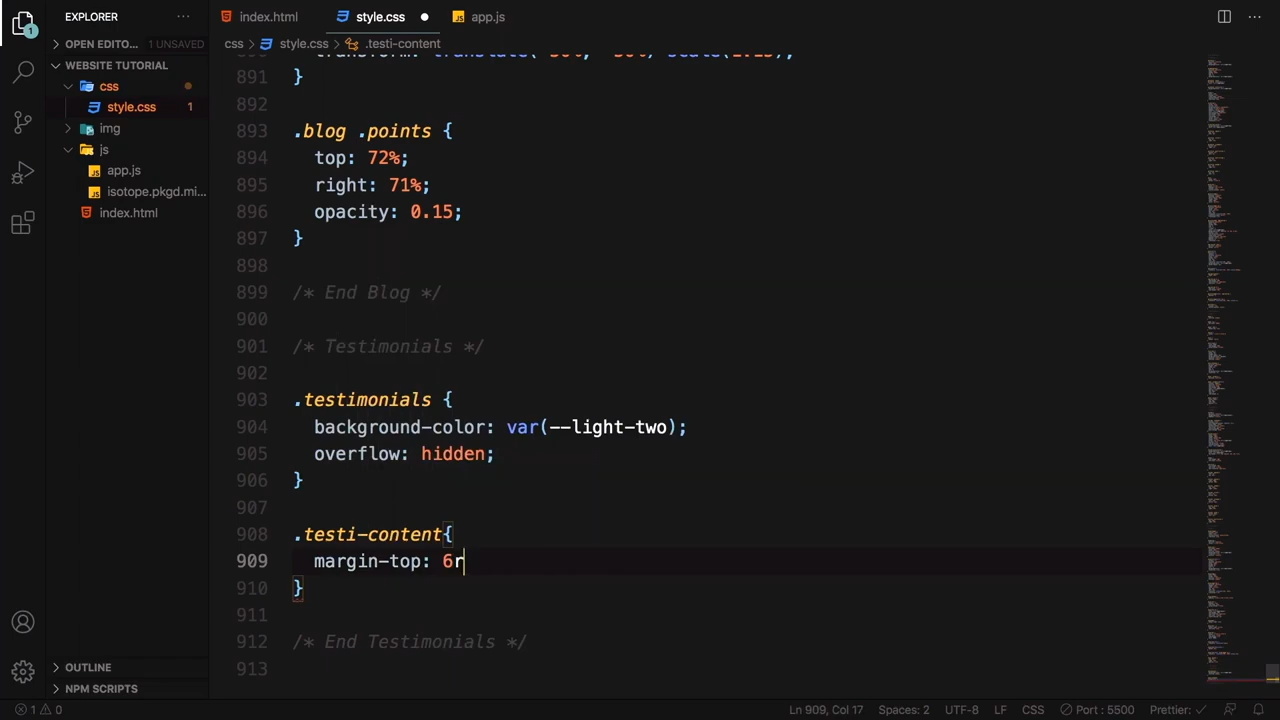 EXPLORER
index.html
style.css
app.js
OPEN EDITO... 1 UNSAVED
css
style.css
.testi-content
WEBSITE TUTORIAL
css
style.css 1
img
js
app.js
isotope.pkgd.mi...
index.html
1
891 }
892
893 .blog .points {
894 top: 72%;
895 right: 71%;
896 opacity: 0.15;
897 }
898
899 /* End Blog */
900
901 /* Testimonials */
902
903 .testimonials {
904 background-color: var(--light-two);
905 overflow: hidden;
906 }
907
908 .testi-content{
909 margin-top: 6r
910 }
911
912 /* End Testimonials */
913
OUTLINE
NPM SCRIPTS
1 0
Ln 909, Col 17
Spaces: 2
UTF-8
LF
CSS
Port : 5500
Prettier: ✓